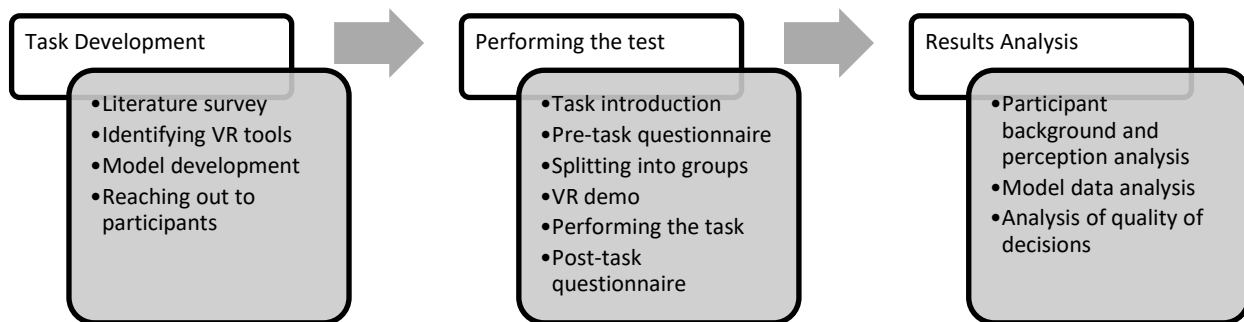 Task Development
•Literature survey
•Identifying VR tools
•Model development
•Reaching out to
participants
Performing the test
•Task introduction
•Pre-task questionnaire
•Splitting into groups
•VR demo
•Performing the task
•Post-task
questionnaire
Results Analysis
•Participant
background and
perception analysis
•Model data analysis
•Analysis of quality of
decisions